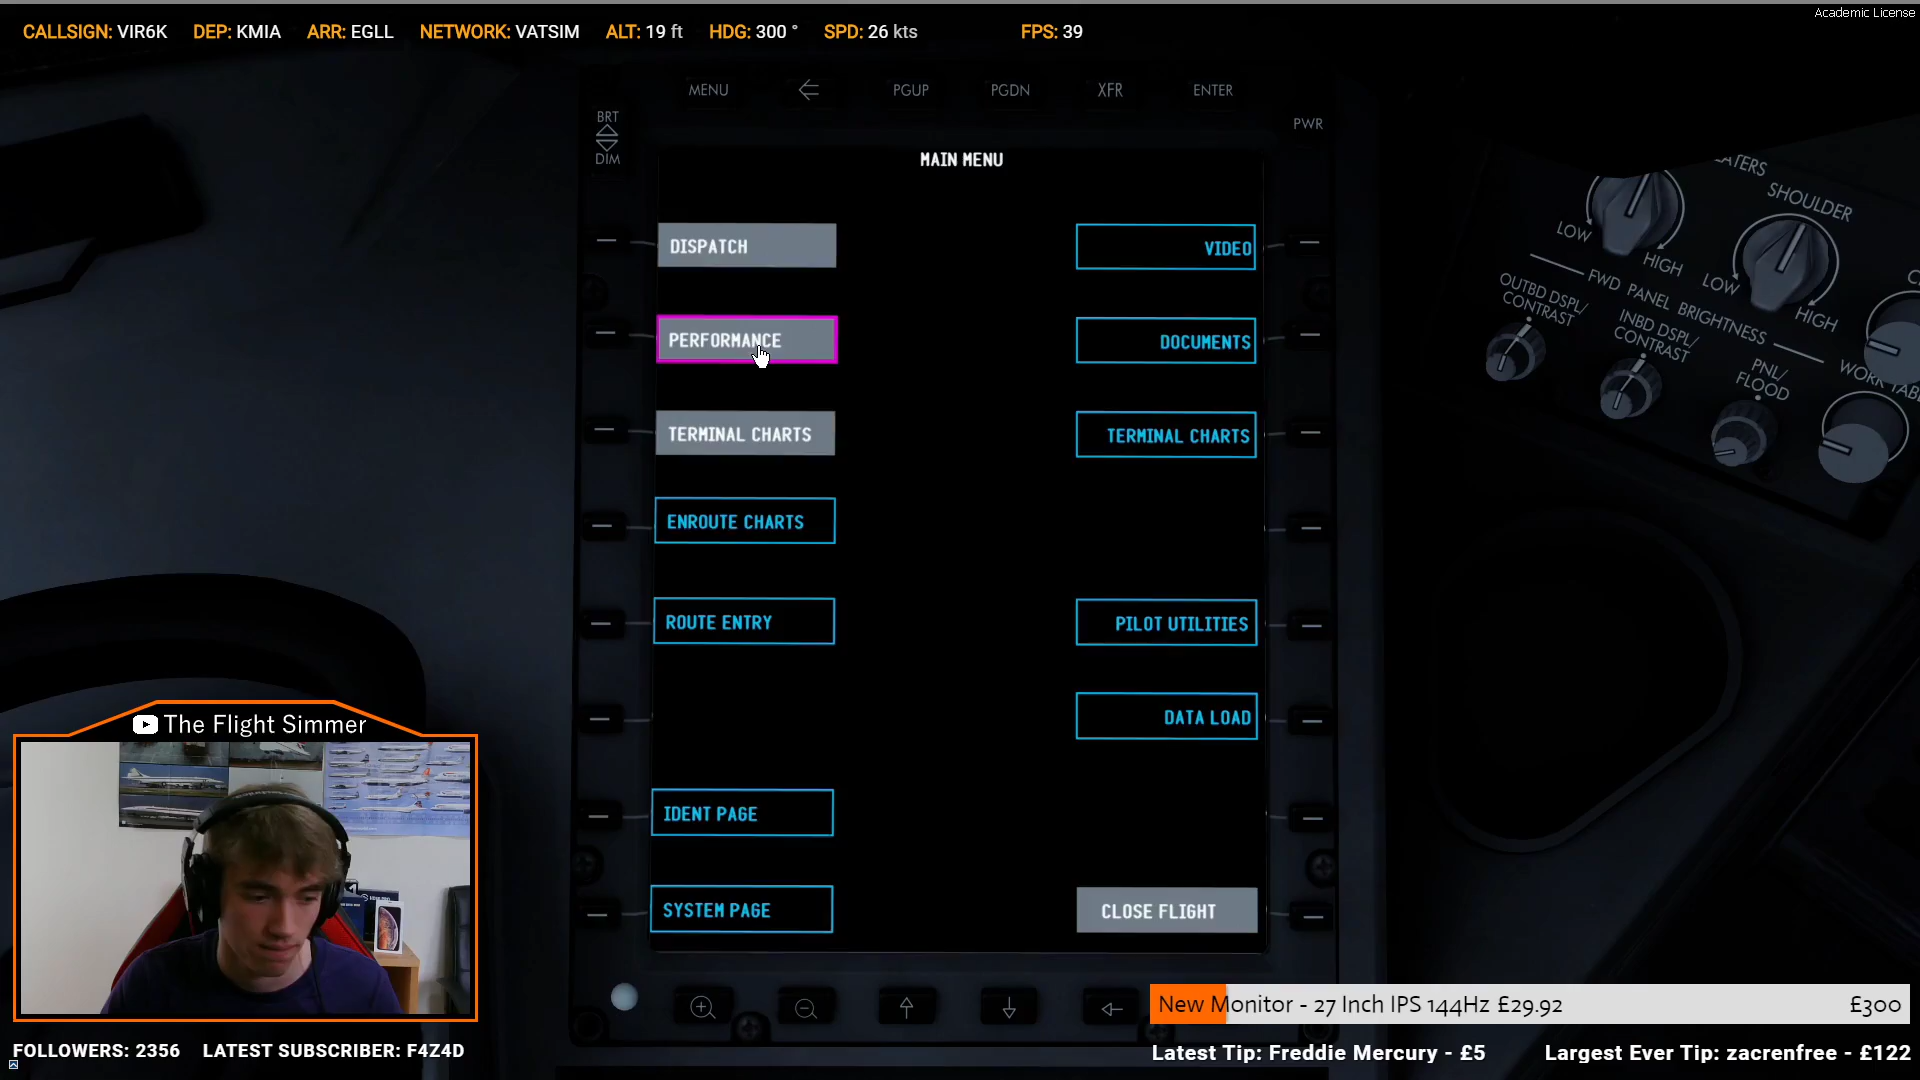 Academic License
CALLSIGN: VIR6K DEP: KMIA ARR: EGLL NETWORK: VATSIM ALT: 19 ft HDG: 300 ° SPD: 26 kts FPS: 39
MENU PGUP PGDN XFR ENTER
BRT
DIM
PWR
MAIN MENU
DISPATCH
VIDEO
PERFORMANCE
DOCUMENTS
TERMINAL CHARTS
TERMINAL CHARTS
ENROUTE CHARTS
ROUTE ENTRY
PILOT UTILITIES
DATA LOAD
IDENT PAGE
SYSTEM PAGE
CLOSE FLIGHT
SHOULDER
LOW
HIGH
LOW
HIGH
FWD PANEL BRIGHTNESS
OUTBD DSPL/
CONTRAST
INBD DSPL/
CONTRAST
PNL/
FLOOD
The Flight Simmer
New Monitor - 27 Inch IPS 144Hz £29.92 £300
FOLLOWERS: 2356 LATEST SUBSCRIBER: F4Z4D
Latest Tip: Freddie Mercury - £5 Largest Ever Tip: zacrenfree - £122